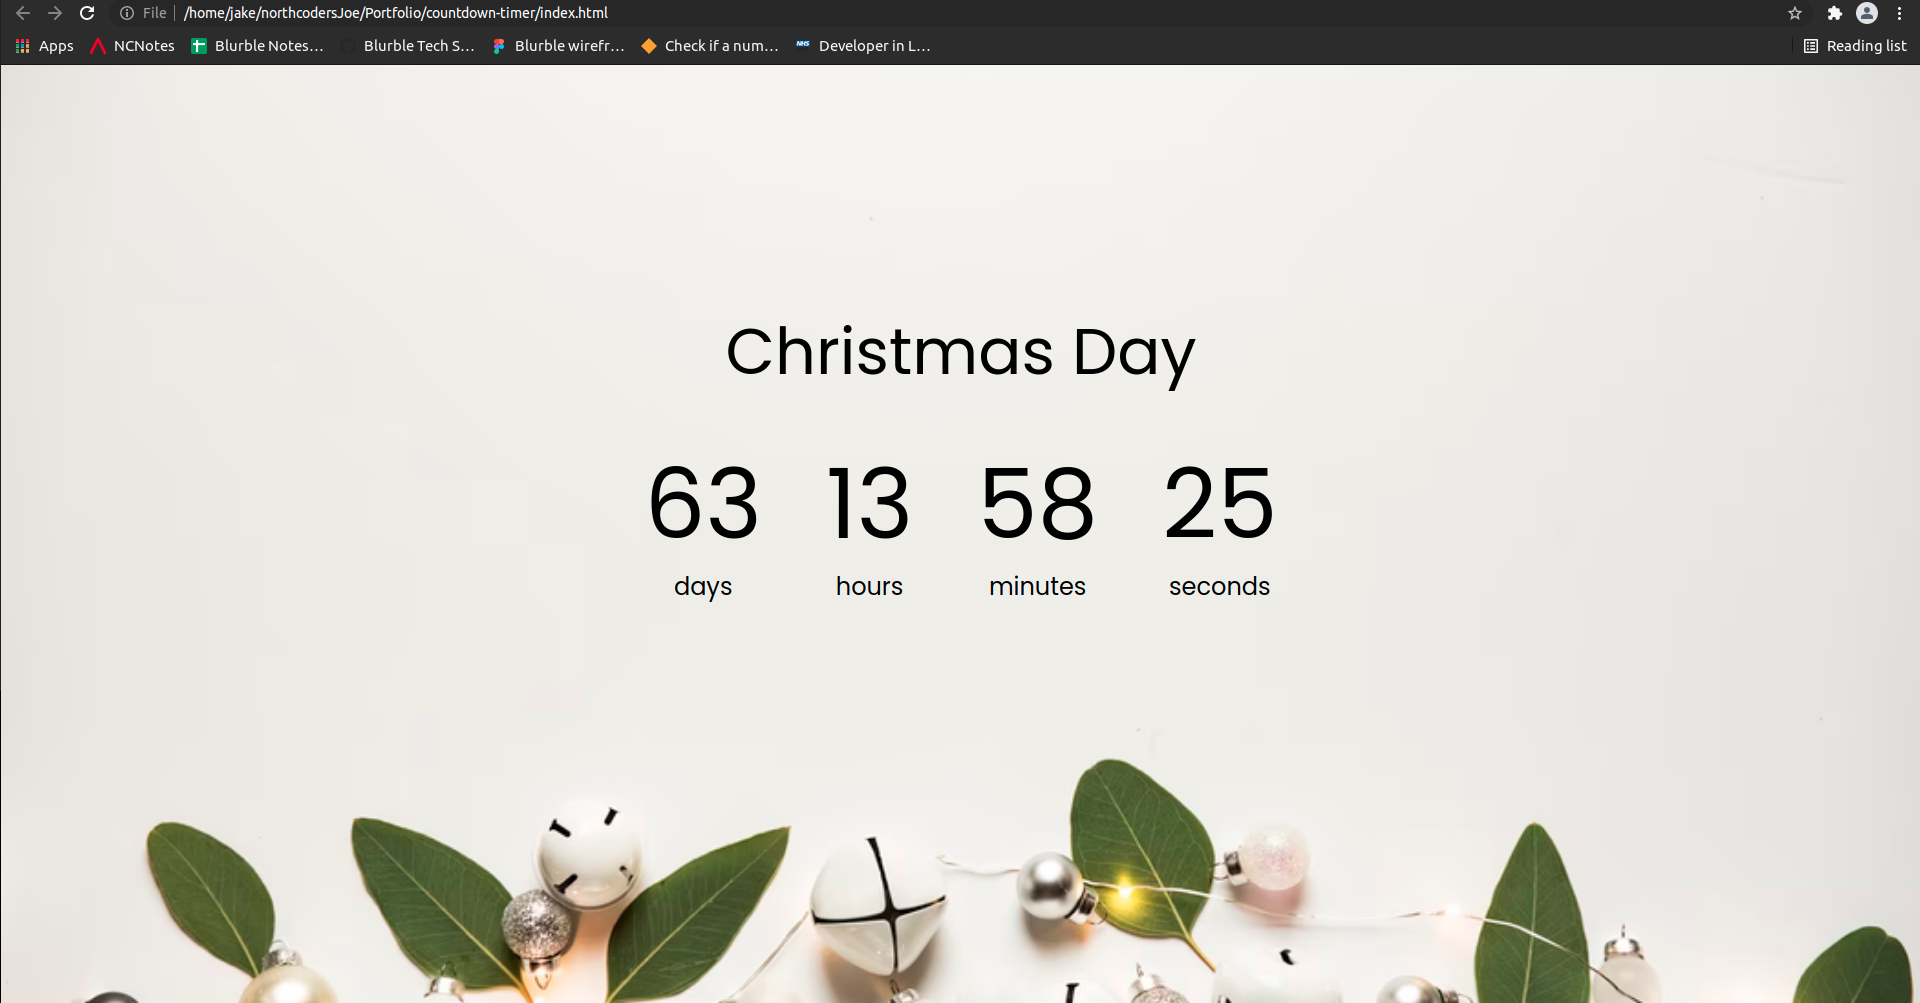 File | /home/jake/northcodersJoe/Portfolio/countdown-timer/index.html
Apps NCNotes Blurble Notes... Blurble Tech S... Blurble wirefr... Check if a num... NHS Developer in L... Reading list
Christmas Day
63 13 58 25
days hours minutes seconds